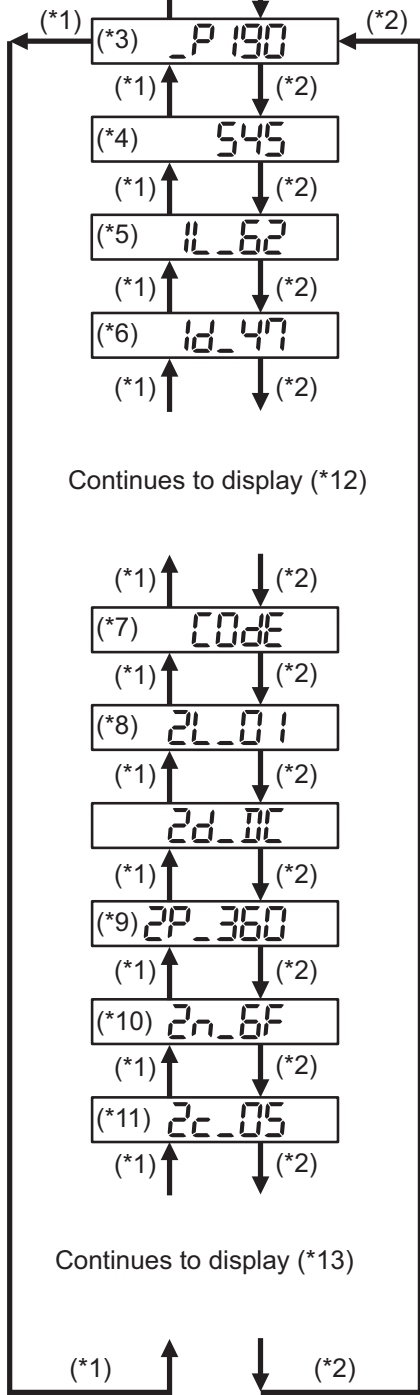 (*1) (*3) _P 190 (*2)
(*1) (*2)
(*4) 545
(*1) (*2)
(*5) 1L_62
(*1) (*2)
(*6) 1d_47
(*1) (*2)
Continues to display (*12)
(*1) (*2)
(*7) COdE
(*1) (*2)
(*8) 2L_01
(*1) (*2)
2d_DC
(*1) (*2)
(*9) 2P_360
(*1) (*2)
(*10) 2n_6F
(*1) (*2)
(*11) 2c_05
(*1) (*2)
Continues to display (*13)
(*1) (*2)